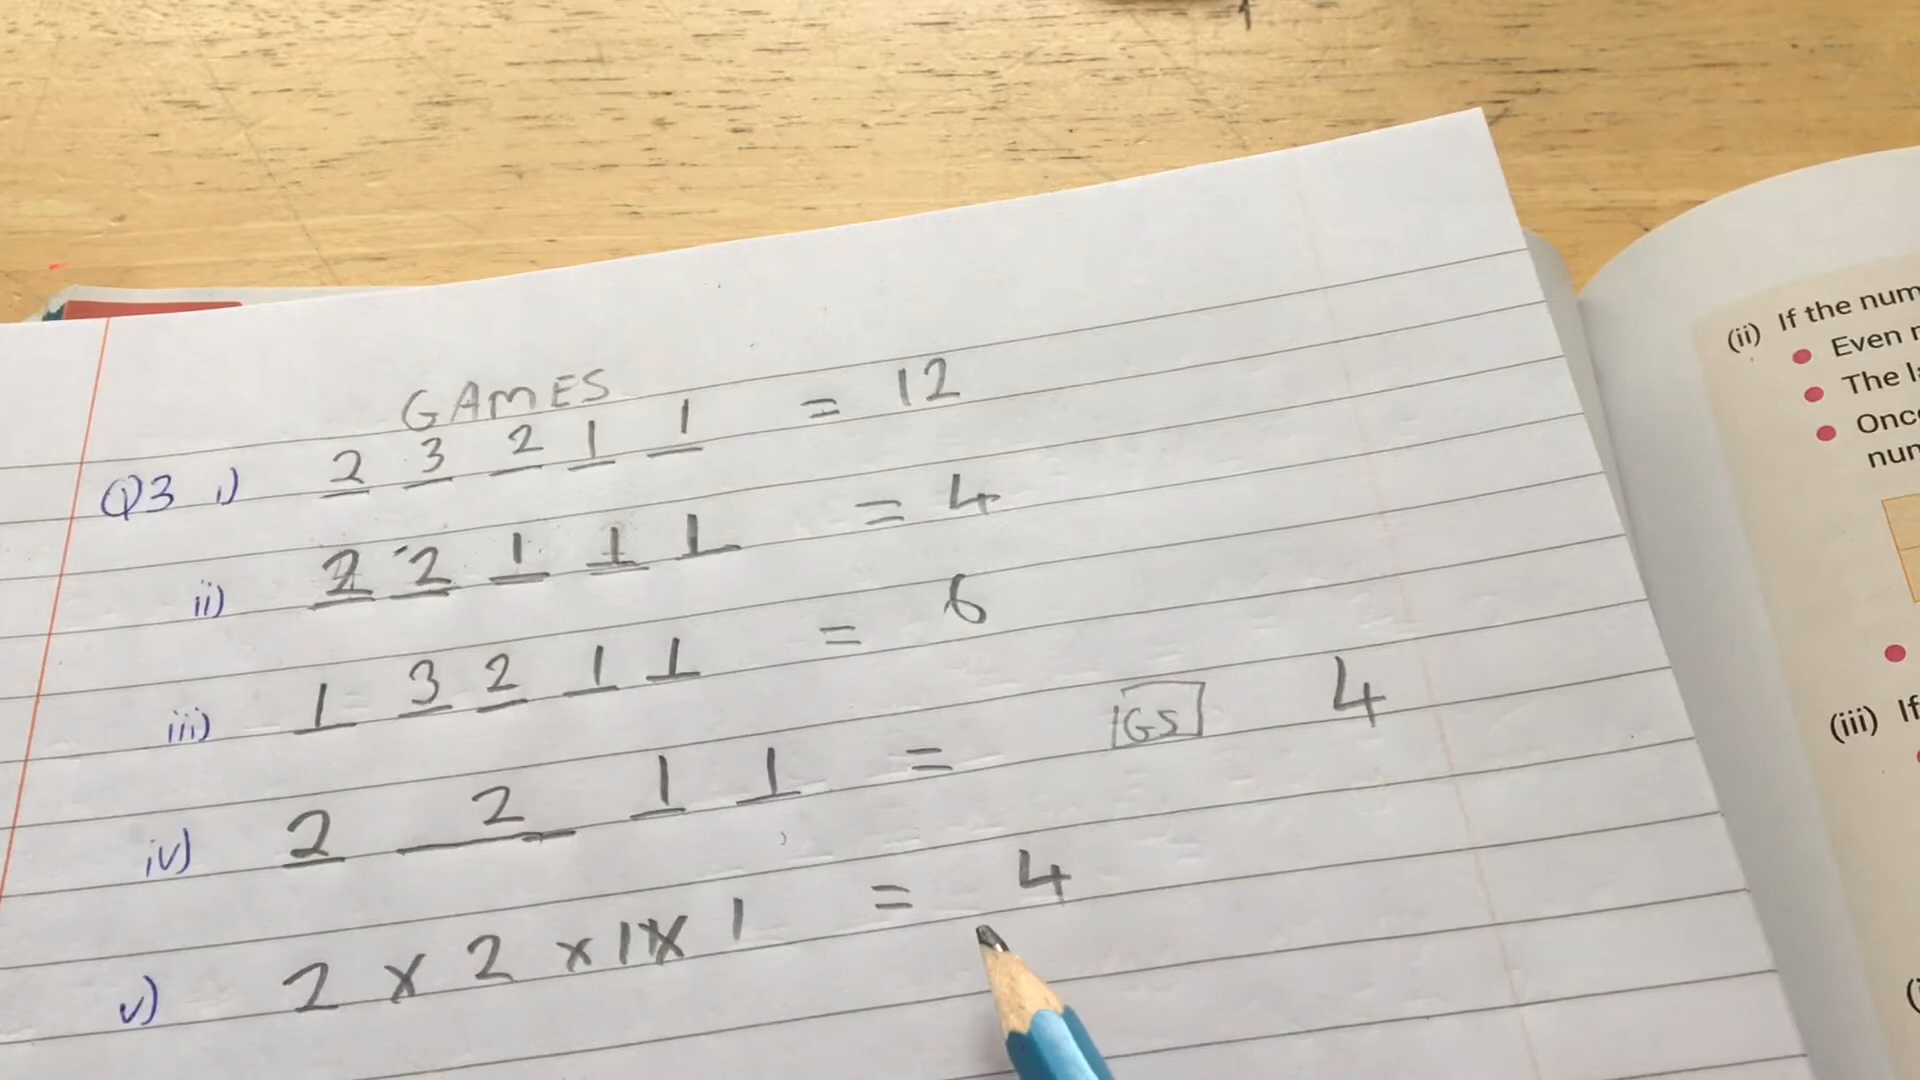 GAMES
Q3 i) 2 3 2 1 1 = 12
ii) 2 2 1 1 1 = 4
iii) 1 3 2 1 1 = 6
iv) 2 2 1 1 = GS 4
v) 2 x 2 x 1 x 1 = 4
(ii) If the num
Even
The
Onc
num
(iii) If